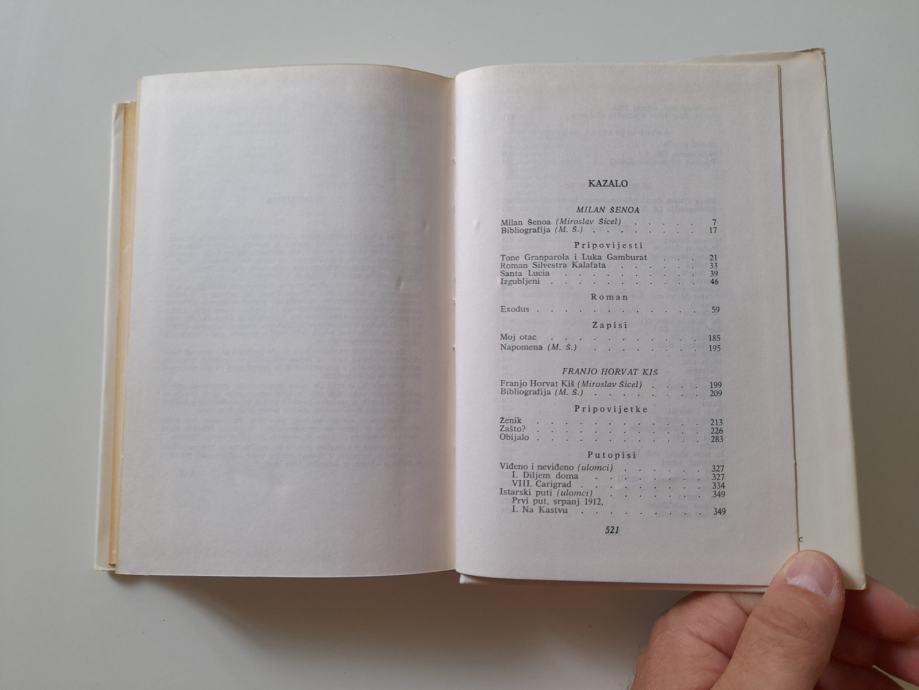 KAZALO
MILAN ŠENOA
Milan Šenoa (Miroslav Šicel) . . . . . 7
Bibliografija (M. Š.) . . . . . . . . 17
Pripovijesti
Tone Granparola i Luka Gamburat . . . 21
Roman Silvestra Kalafata . . . . . . 33
Santa Lucia . . . . . . . . . . . 39
Izgubljeni . . . . . . . . . . . . 46
Roman
Exodus . . . . . . . . . . . . . 59
Zapisi
Moj otac . . . . . . . . . . . . 185
Napomena (M. Š.) . . . . . . . . 195
FRANJO HORVAT KIŠ
Franjo Horvat Kiš (Miroslav Šicel) . . . . 199
Bibliografija (M. Š.) . . . . . . . . 209
Pripovijetke
Ženik . . . . . . . . . . . . . 213
Zašto? . . . . . . . . . . . . . 226
Obijalo . . . . . . . . . . . . 283
Putopisi
Viđeno i neviđeno (ulomci) . . . . . . 327
I. Diljem doma . . . . . . . . . 327
VIII. Carigrad . . . . . . . . . 334
Istarski puti (ulomci) . . . . . . . 349
Prvi put, srpanj 1912,
I. Na Kastvu . . . . . . . . . 349
521